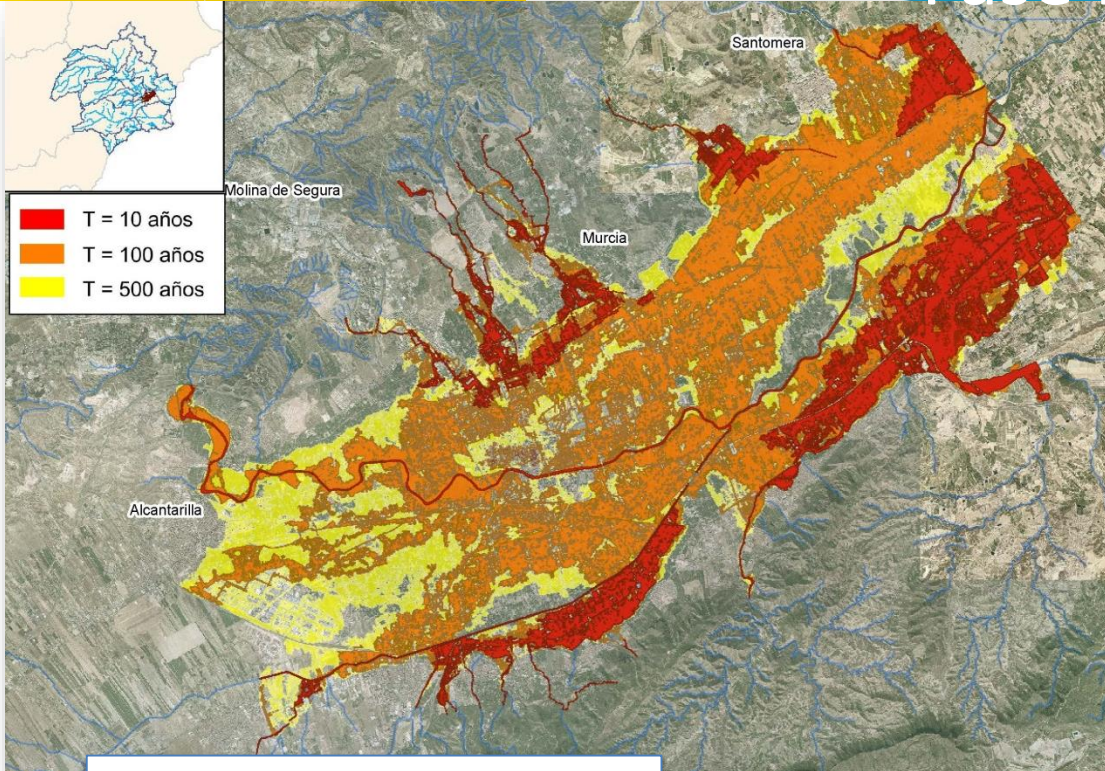 Santomera
Molina de Segura
T = 10 años
T = 100 años
T = 500 años
Murcia
Alcantarilla